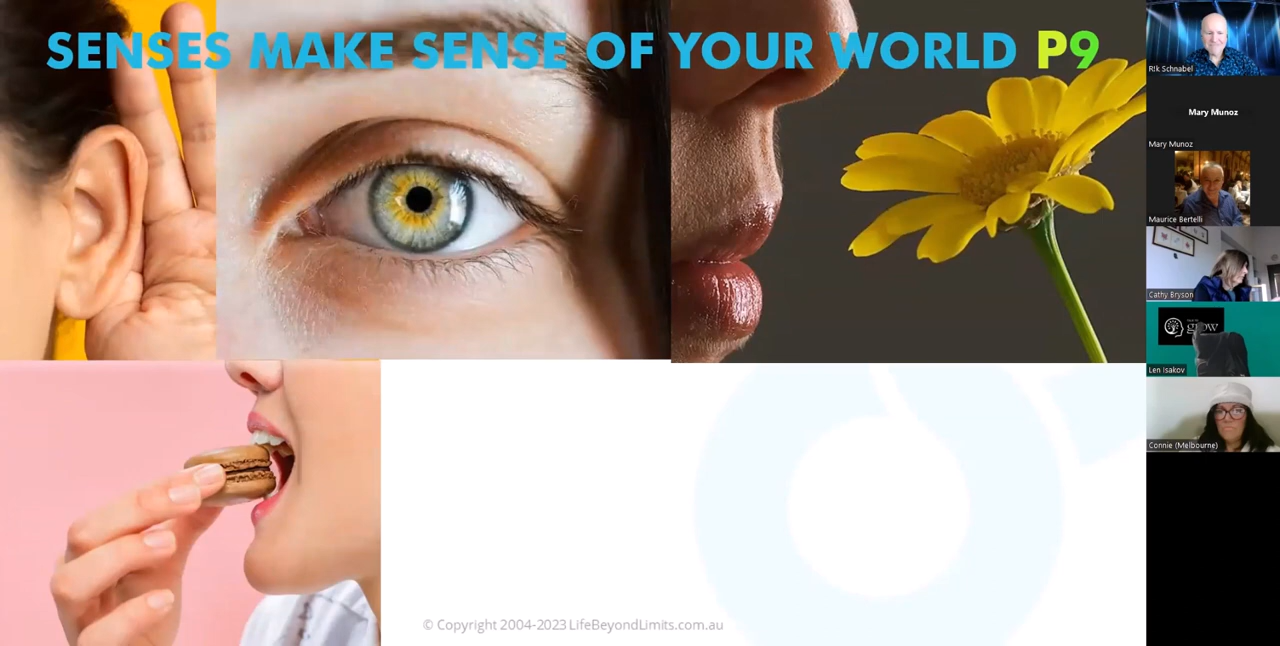 SENSES MAKE SENSE OF YOUR WORLD P9
© Copyright 2004-2023 LifeBeyondLimits.com.au
Rik Schnabel
Mary Munoz
Mary Munoz
Maurice Bertelli
Cathy Bryson
grow
Len Isakov
Connie (Melbourne)